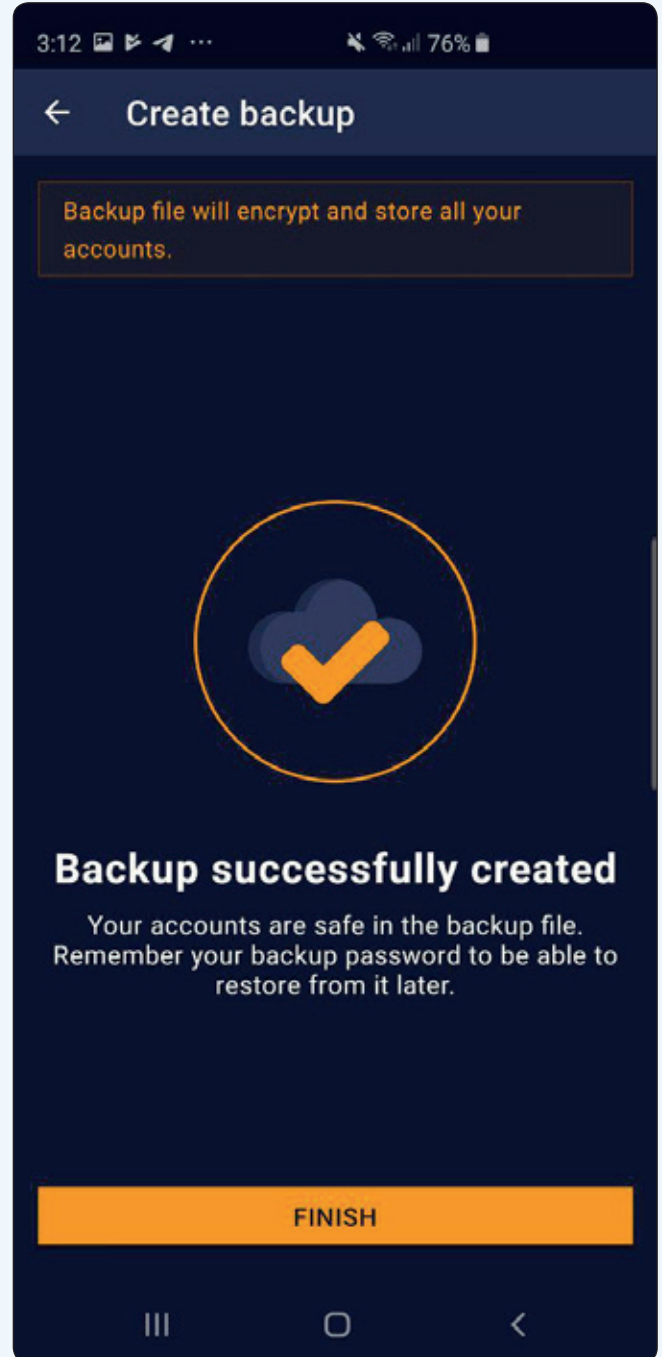 3:12 ... 76%
Create backup
Backup file will encrypt and store all your
accounts.
Backup successfully created
Your accounts are safe in the backup file.
Remember your backup password to be able to
restore from it later.
FINISH